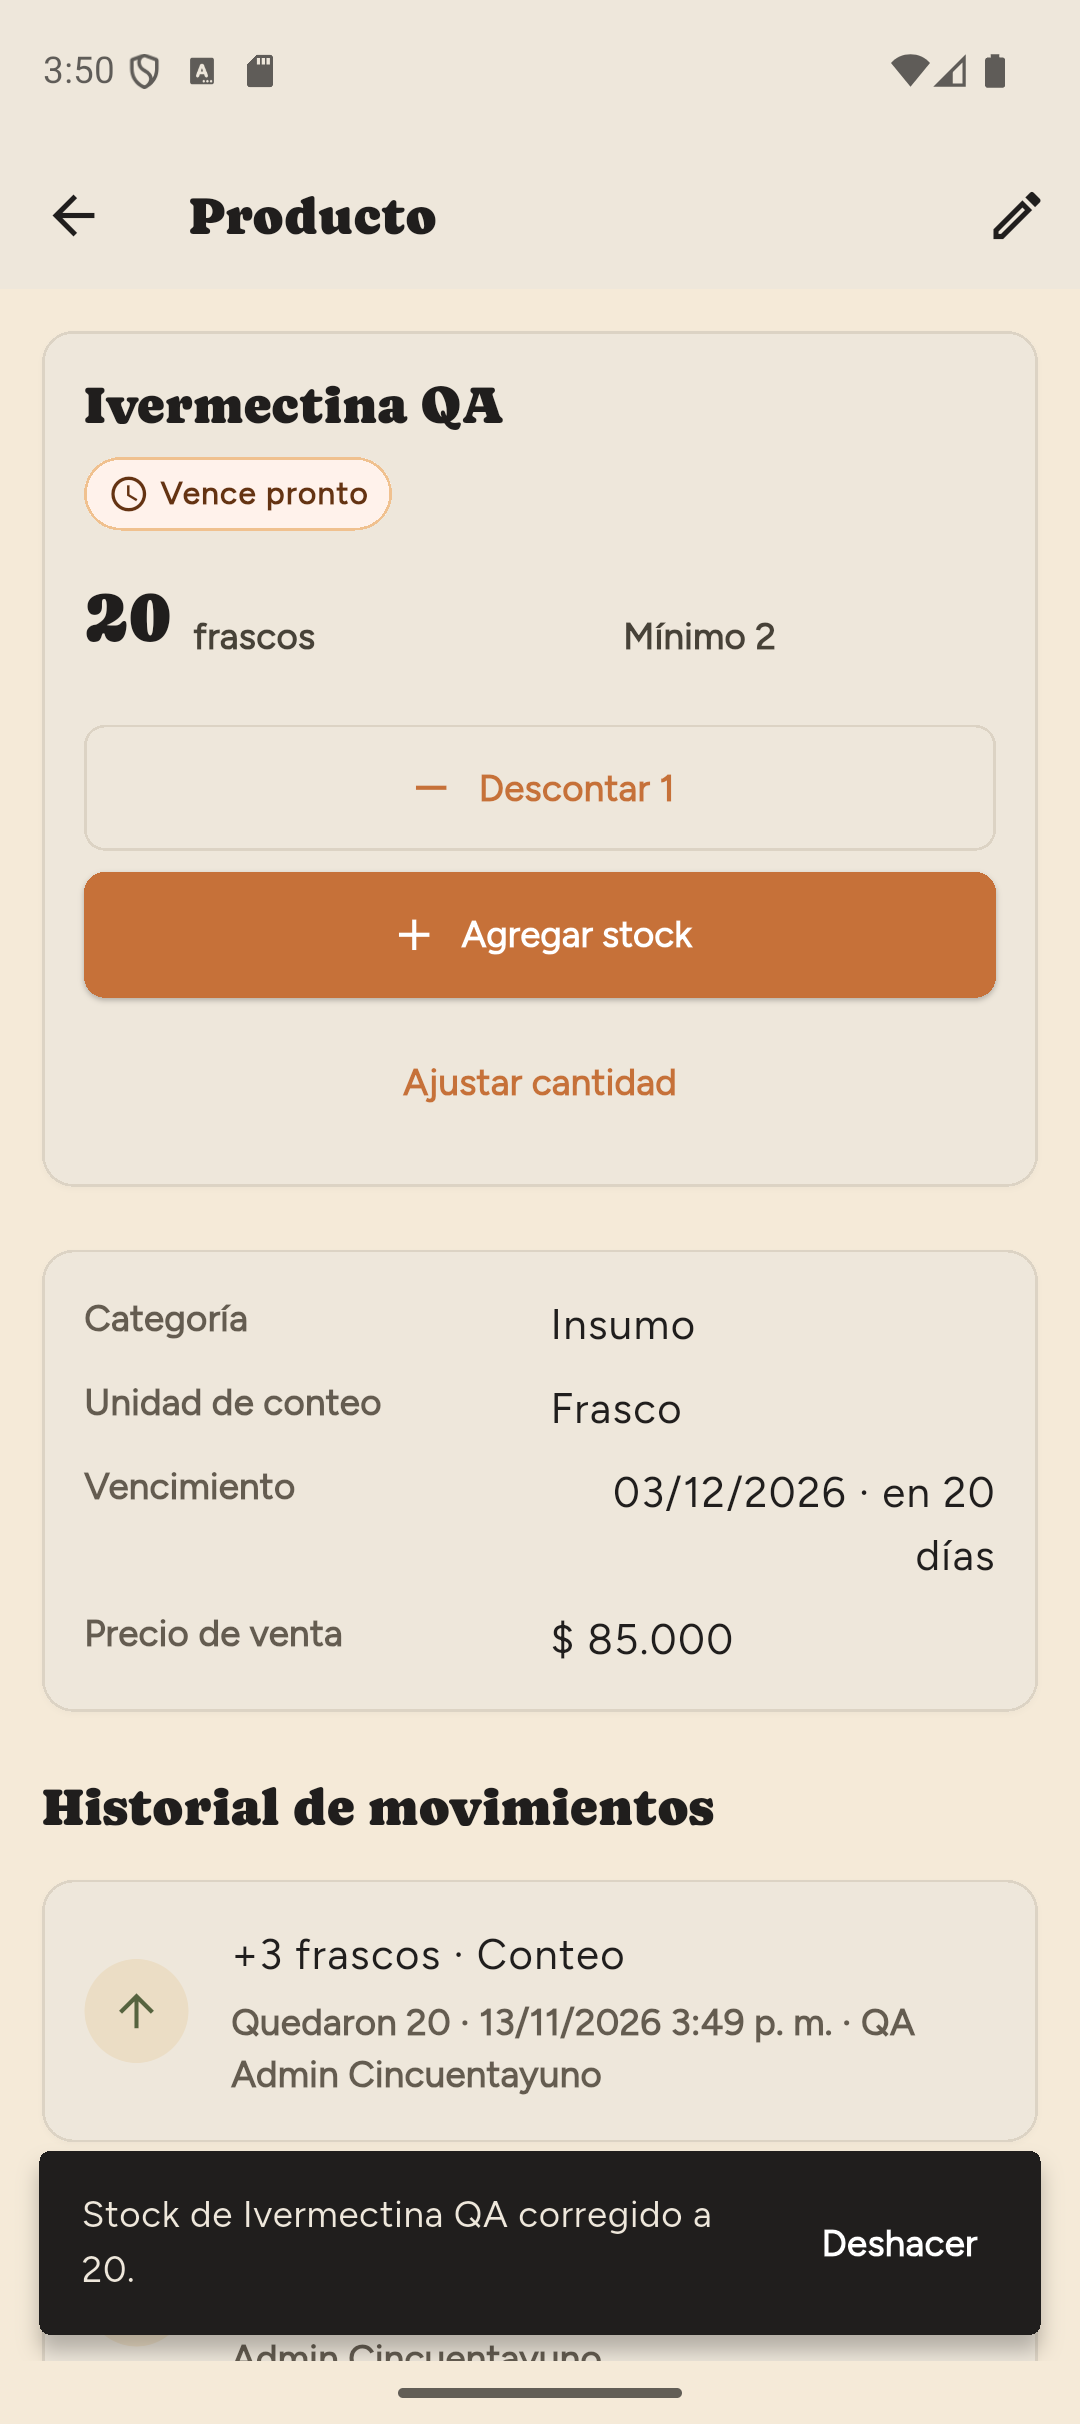 3:50
Producto
Ivermectina QA
Vence pronto
20 frascos
Mínimo 2
Descontar 1
Agregar stock
Ajustar cantidad
Categoría
Insumo
Unidad de conteo
Frasco
Vencimiento
03/12/2026 · en 20
días
Precio de venta
$ 85.000
Historial de movimientos
+3 frascos · Conteo
Quedaron 20 · 13/11/2026 3:49 p. m. · QA
Admin Cincuentayuno
Stock de Ivermectina QA corregido a
20.
Deshacer
Admin Cincuentayuno